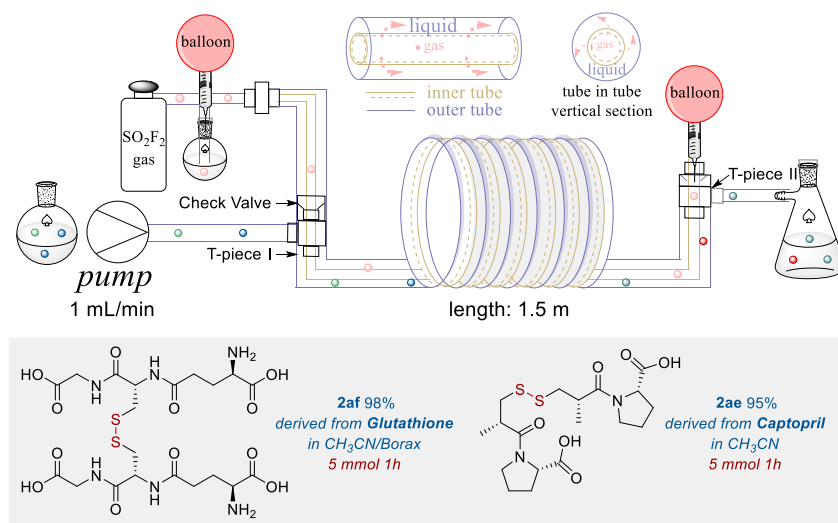 balloon
liquid
gas
gas
liquid
inner tube
outer tube
tube in tube
vertical section
balloon
SO2F2
gas
Check Valve
T-piece I
T-piece II
pump
1 mL/min
length: 1.5 m
HO
O
N
H
O
H
N
O
NH2
OH
O
S
S
HO
O
H
N
O
N
H
O
O
OH
NH2
2af 98%
derived from Glutathione
in CH3CN/Borax
5 mmol 1h
O
OH
O
N
S
S
O
N
O
OH
2ae 95%
derived from Captopril
in CH3CN
5 mmol 1h